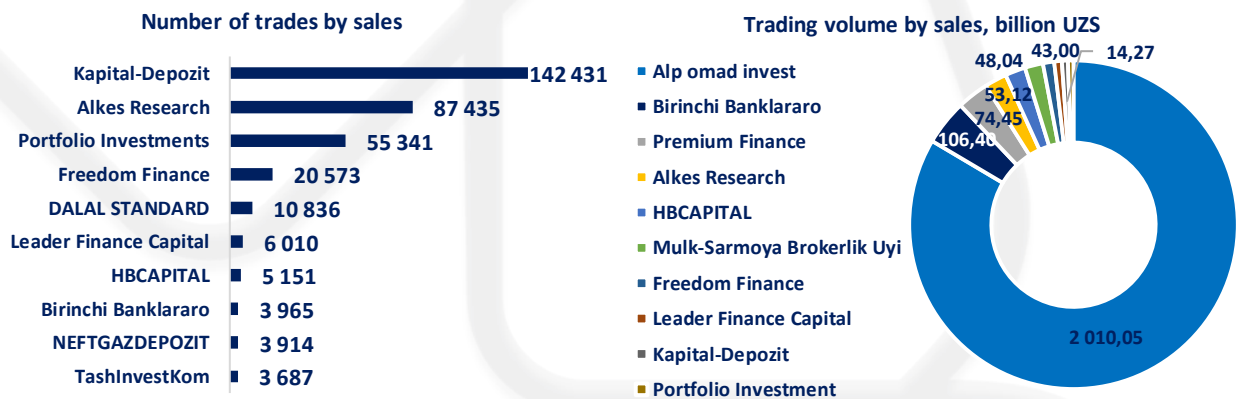 Number of trades by sales
Kapital-Depozit 142 431
Alkes Research 87 435
Portfolio Investments 55 341
Freedom Finance 20 573
DALAL STANDARD 10 836
Leader Finance Capital 6 010
HBCAPITAL 5 151
Birinchi Banklararo 3 965
NEFTGAZDEPOZIT 3 914
TashInvestKom 3 687
Trading volume by sales, billion UZS
Alp omad invest
Birinchi Banklararo
Premium Finance
Alkes Research
HBCAPITAL
Mulk-Sarmoya Brokerlik Uyi
Freedom Finance
Leader Finance Capital
Kapital-Depozit
Portfolio Investment
43,00 14,27
48,04
53,12
74,45
106,40
2 010,05